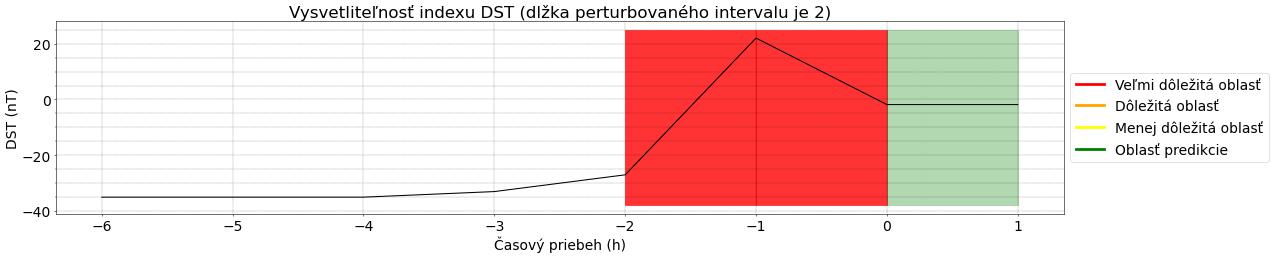 Vysvetliteľnosť indexu DST (dĺžka perturbovaného intervalu je 2)
DST (nT)
20
0
−20
−40
−6 −5 −4 −3 −2 −1 0 1
Časový priebeh (h)
Veľmi dôležitá oblasť
Dôležitá oblasť
Menej dôležitá oblasť
Oblasť predikcie